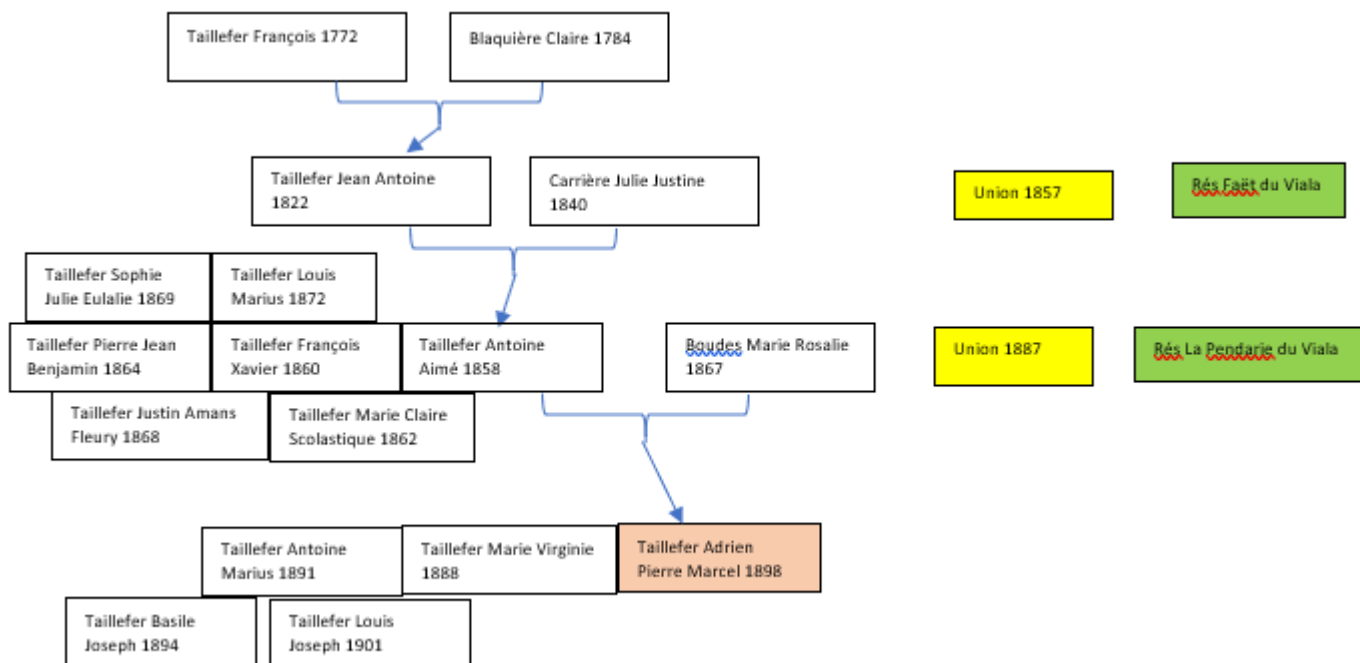 Taillefer François 1772
Blaquière Claire 1784
Taillefer Jean Antoine
1822
Carrière Julie Justine
1840
Union 1857
Rés Faët du Viala
Taillefer Sophie
Julie Eulalie 1869
Taillefer Louis
Marius 1872
Taillefer Pierre Jean
Benjamin 1864
Taillefer François
Xavier 1860
Taillefer Antoine
Aimé 1858
Boudes Marie Rosalie
1867
Union 1887
Rés La Pendarie du Viala
Taillefer Justin Amans
Fleury 1868
Taillefer Marie Claire
Scolastique 1862
Taillefer Antoine
Marius 1891
Taillefer Marie Virginie
1888
Taillefer Adrien
Pierre Marcel 1898
Taillefer Basile
Joseph 1894
Taillefer Louis
Joseph 1901